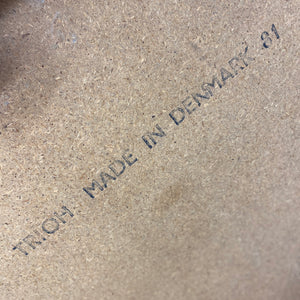 TRIOH. MADE IN DENMARK 81